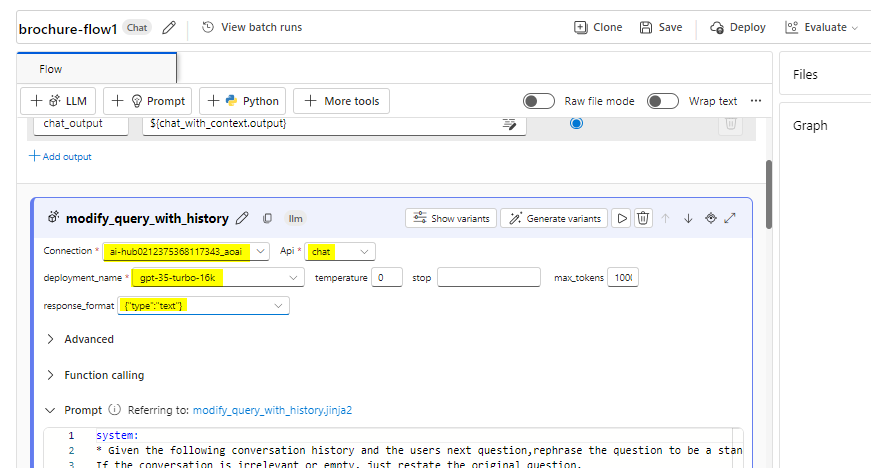 brochure-flow1 Chat View batch runs Clone Save Deploy Evaluate
Flow
Files
LLM Prompt Python More tools Raw file mode Wrap text ...
Graph
chat_output ${chat_with_context.output}
Add output
modify_query_with_history llm Show variants Generate variants
Connection * ai-hub0212375368117343_aoai Api * chat
deployment_name * gpt-35-turbo-16k temperature 0 stop max_tokens
response_format {"type":"text"}
Advanced
Function calling
Prompt Referring to: modify_query_with_history.jinja2
1 system:
2 * Given the following conversation history and the users next question,rephrase the question to be a stan
3 If the conversation is irrelevant or empty, just restate the original question.